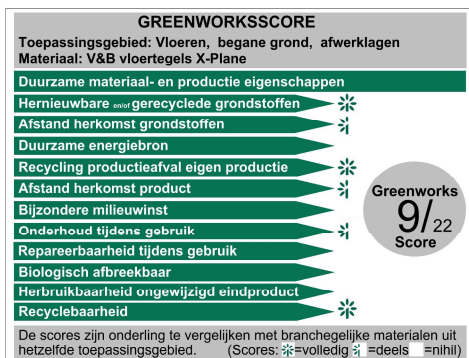 GREENWORKSSCORE
Toepassingsgebied: Vloeren, begane grond, afwerklagen
Materiaal: V&B vloertegels X-Plane
Duurzame materiaal- en productie eigenschappen
Hernieuwbare en/of gerecyclede grondstoffen
Afstand herkomst grondstoffen
Duurzame energiebron
Recycling productieafval eigen productie
Afstand herkomst product
Bijzondere milieuwinst
Onderhoud tijdens gebruik
Repareerbaarheid tijdens gebruik
Biologisch afbreekbaar
Herbruikbaarheid ongewijzigd eindproduct
Recyclebaarheid
Greenworks
9/22
Score
De scores zijn onderling te vergelijken met branchegelijke materialen uit
hetzelfde toepassingsgebied. (Scores: =volledig =deels =nihil)